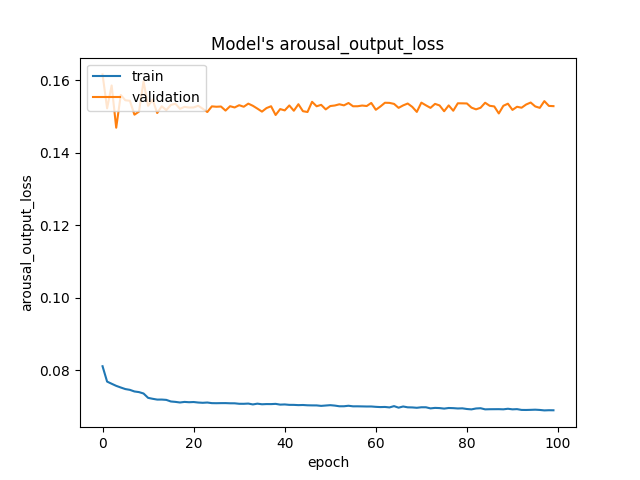 Model's arousal_output_loss
train
validation
arousal_output_loss
0.16
0.14
0.12
0.10
0.08
0
20
40
60
80
100
epoch